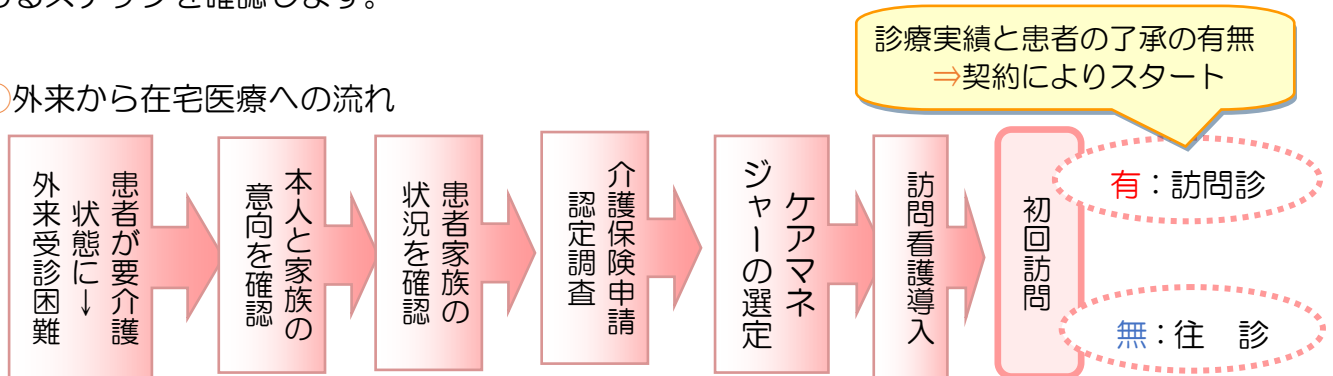 るステップを確認します。
診療実績と患者の了承の有無
⇒契約によりスタート
○外来から在宅医療への流れ
患者が要介護
状態に↓
外来受診困難
本人と家族の
意向を確認
患者家族の
状況を確認
介護保険申請
認定調査
ケアマネ
ジャーの選定
訪問看護導入
初回訪問
有：訪問診
無：往　診